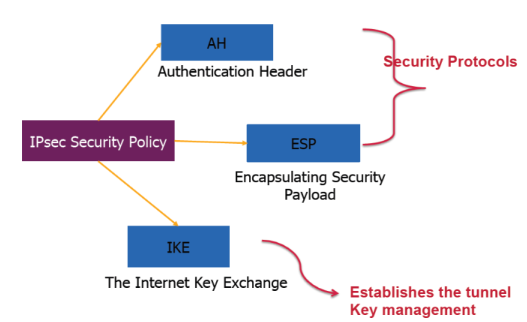 AH
Authentication Header
Security Protocols
IPsec Security Policy
ESP
Encapsulating Security
Payload
IKE
The Internet Key Exchange
Establishes the tunnel
Key management